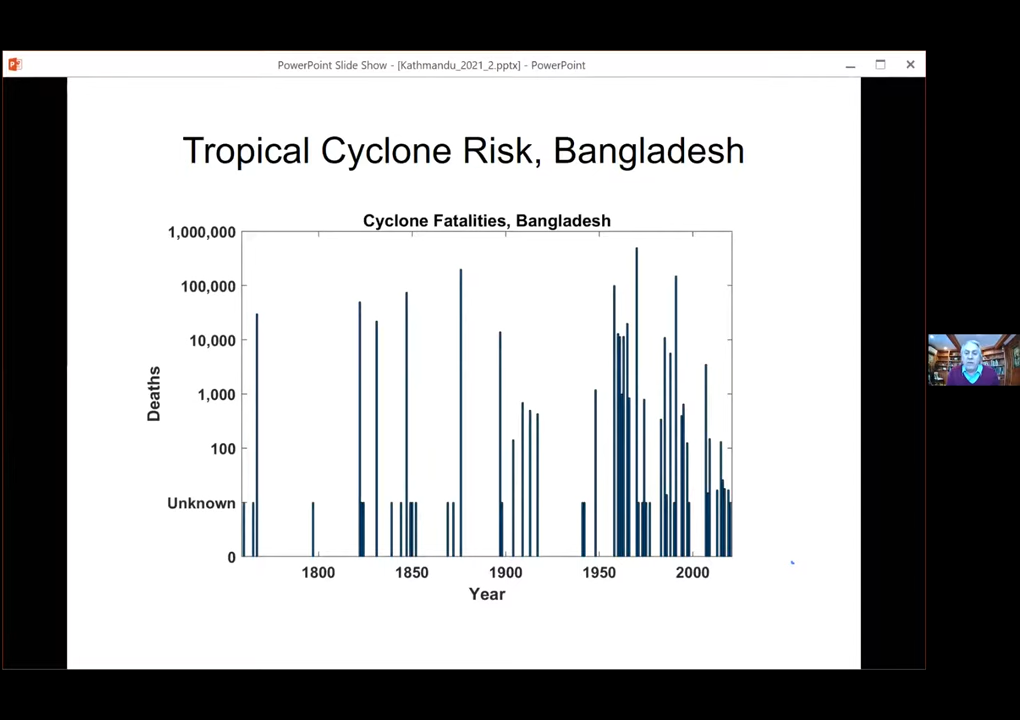 PowerPoint Slide Show - [Kathmandu_2021_2.pptx] - PowerPoint
Tropical Cyclone Risk, Bangladesh
Cyclone Fatalities, Bangladesh
1,000,000
100,000
10,000
1,000
100
Unknown
0
Deaths
1800 1850 1900 1950 2000
Year